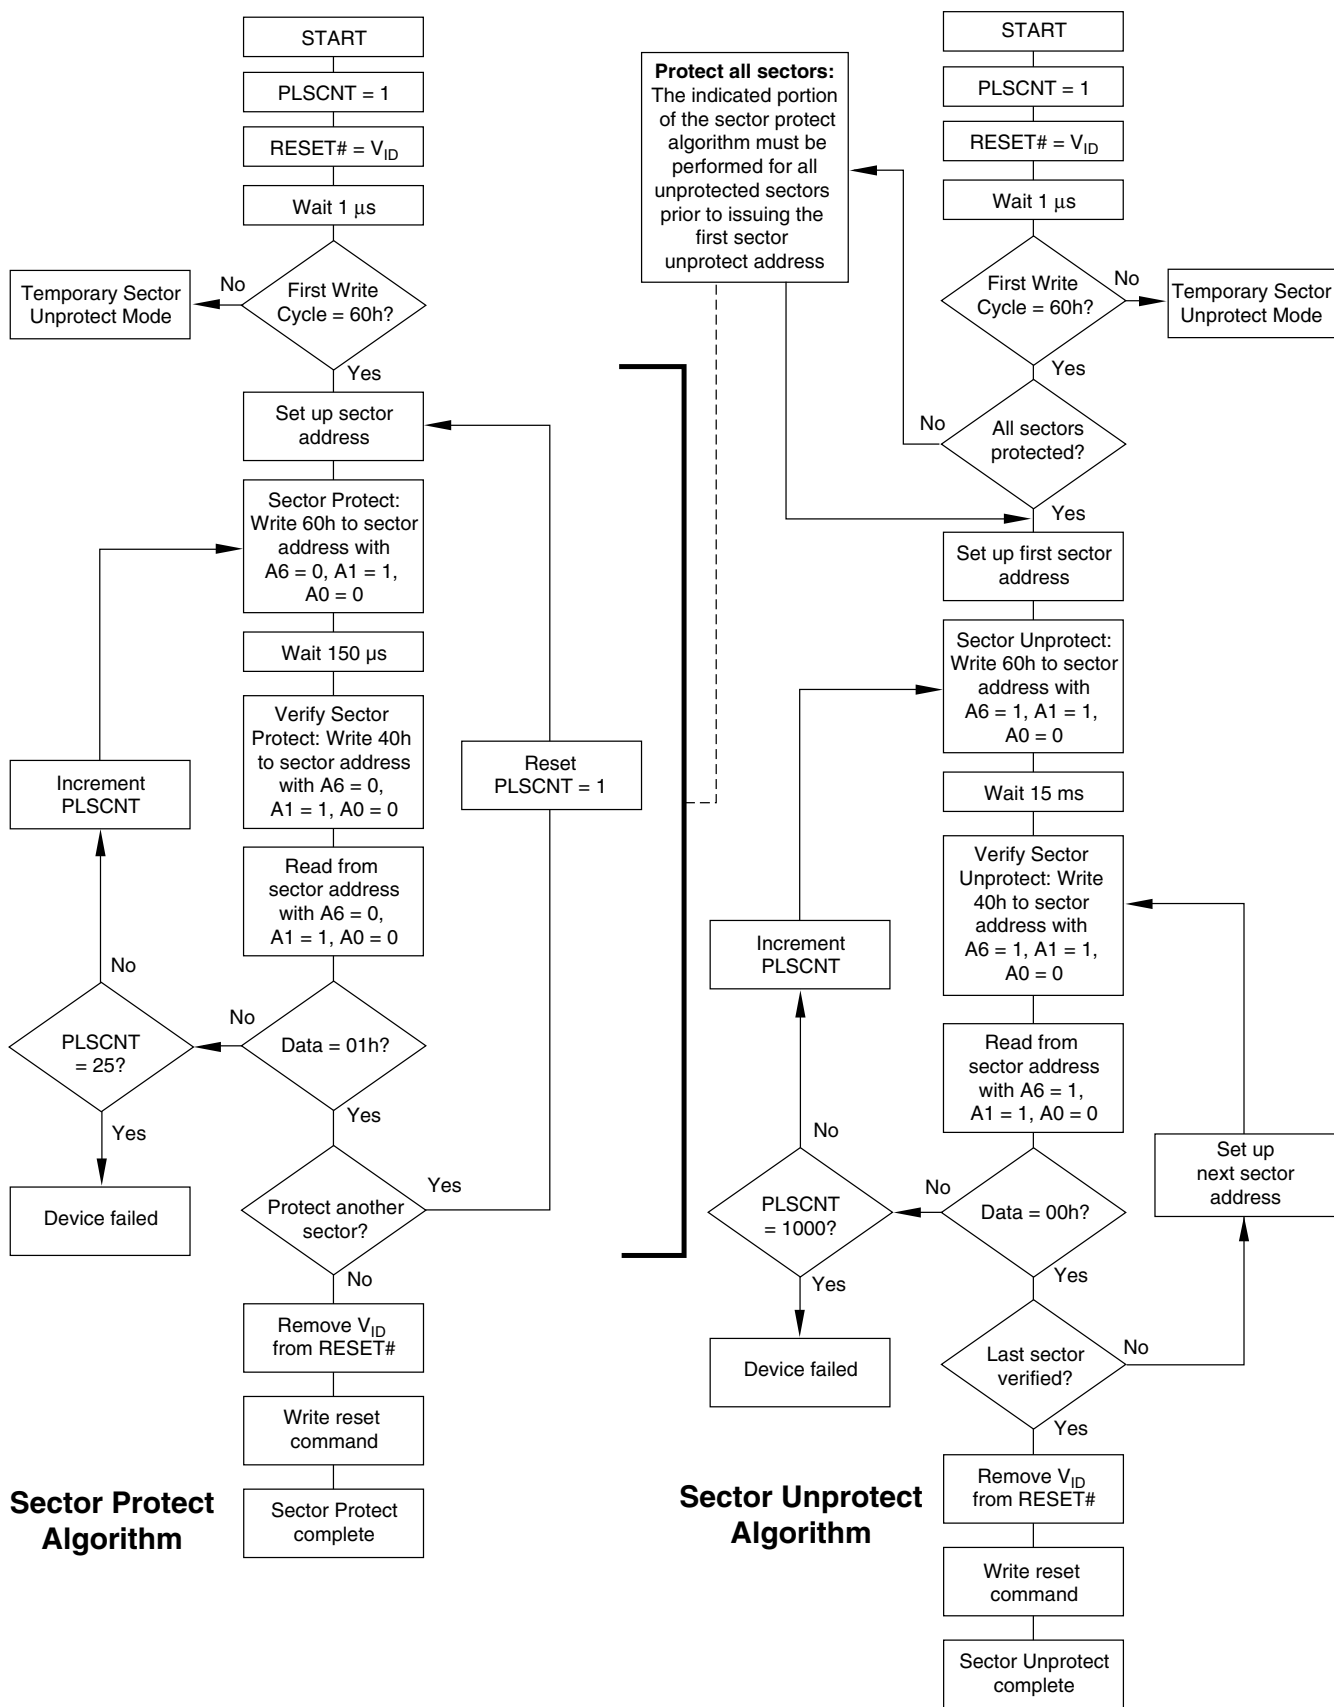 START
PLSCNT = 1
RESET# = VID
Wait 1 μs
First Write
Cycle = 60h?
No
Temporary Sector
Unprotect Mode
Yes
Set up sector
address
Sector Protect:
Write 60h to sector
address with
A6 = 0, A1 = 1,
A0 = 0
Wait 150 µs
Verify Sector
Protect: Write 40h
to sector address
with A6 = 0,
A1 = 1, A0 = 0
Increment
PLSCNT
Reset
PLSCNT = 1
Read from
sector address
with A6 = 0,
A1 = 1, A0 = 0
No
PLSCNT
= 25?
No
Data = 01h?
Yes
Yes
Device failed
Protect another
sector?
Yes
No
Remove VID
from RESET#
Write reset
command
Sector Protect
complete
Sector Protect
Algorithm
Protect all sectors:
The indicated portion
of the sector protect
algorithm must be
performed for all
unprotected sectors
prior to issuing the
first sector
unprotect address
START
PLSCNT = 1
RESET# = VID
Wait 1 μs
First Write
Cycle = 60h?
No
Temporary Sector
Unprotect Mode
Yes
No
All sectors
protected?
Yes
Set up first sector
address
Sector Unprotect:
Write 60h to sector
address with
A6 = 1, A1 = 1,
A0 = 0
Wait 15 ms
Verify Sector
Unprotect: Write
40h to sector
address with
A6 = 1, A1 = 1,
A0 = 0
Increment
PLSCNT
Read from
sector address
with A6 = 1,
A1 = 1, A0 = 0
No
PLSCNT
= 1000?
No
Data = 00h?
Set up
next sector
address
Yes
Yes
Device failed
Last sector
verified?
No
Yes
Remove VID
from RESET#
Write reset
command
Sector Unprotect
complete
Sector Unprotect
Algorithm